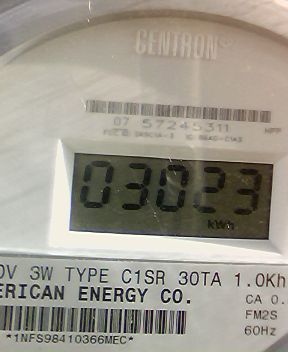 CENTRON®
07 57245311 HPP
03023
kWh
0V 3W TYPE C1SR 30TA 1.0Kh
ERICAN ENERGY CO. CA 0.
FM2S
*1NFS98410366MEC* 60Hz